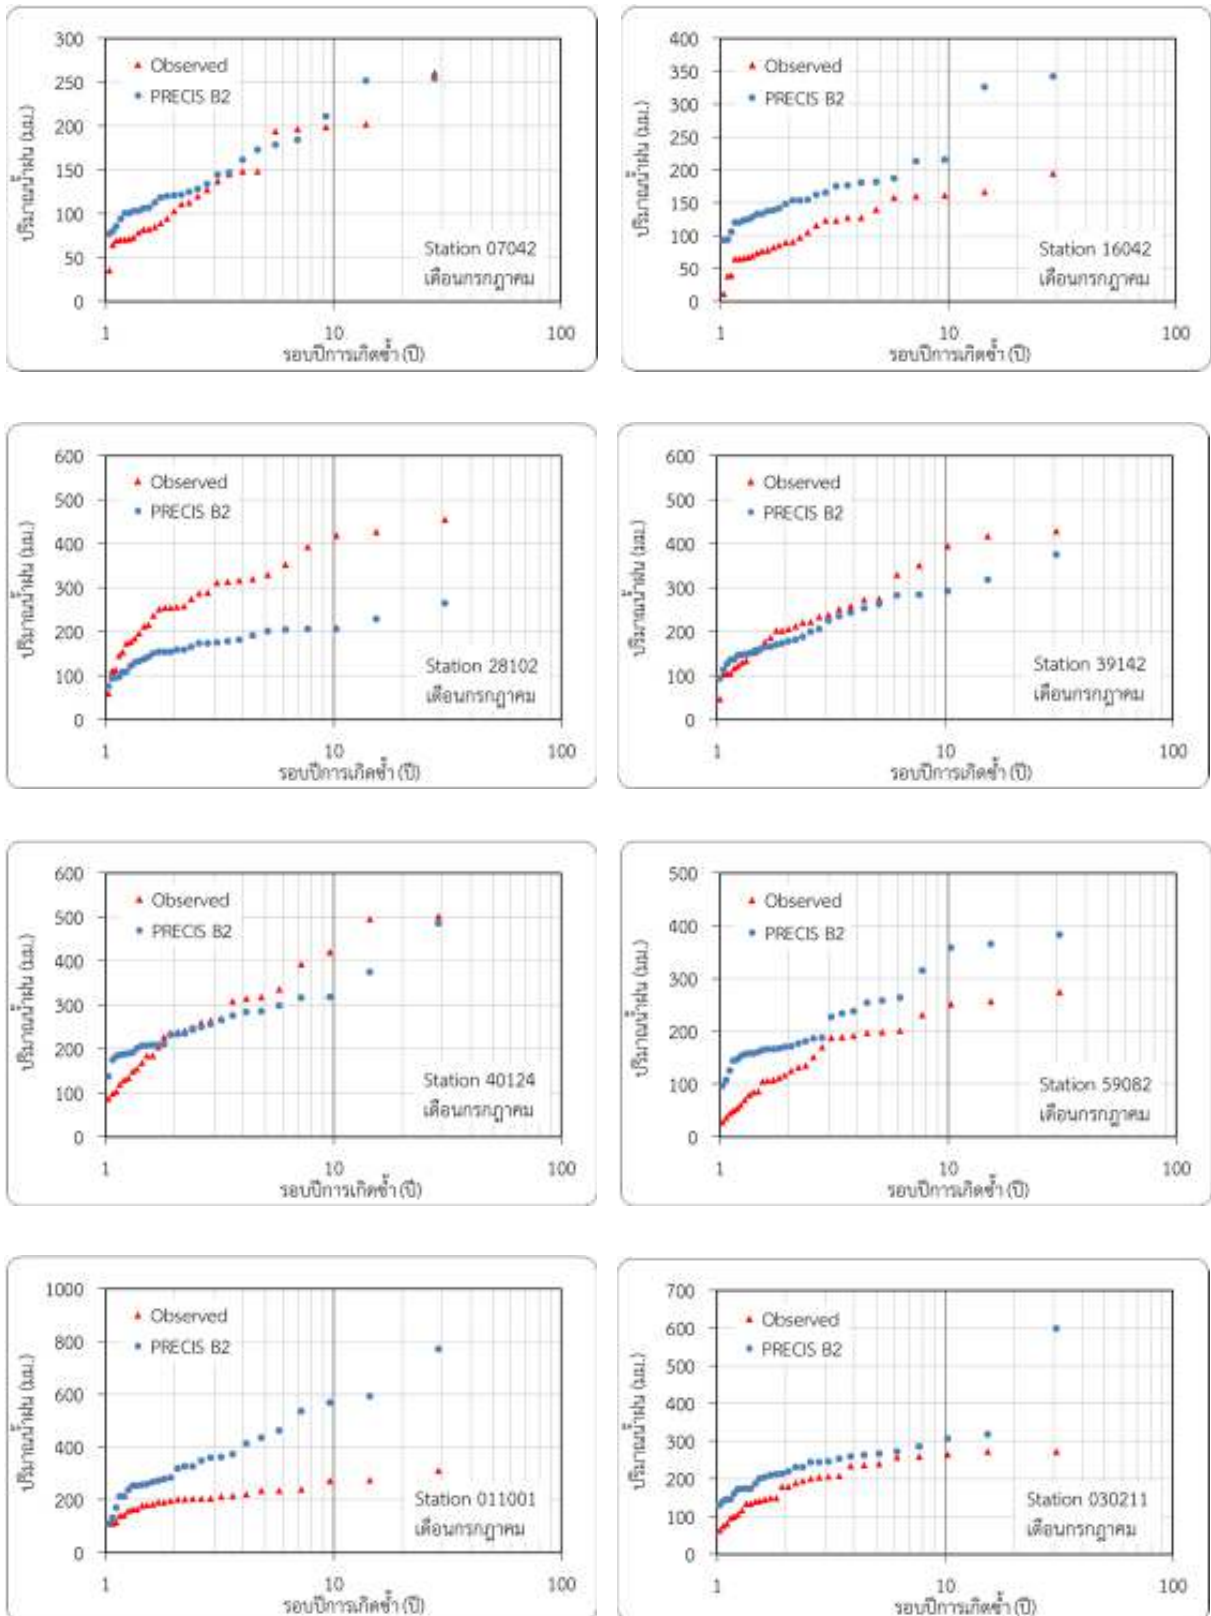 300
250
200
150
100
50
0
ปริมาณน้ำฝน (มม.)
Observed
PRECIS B2
Station 07042
เดือนกรกฎาคม
1 10 100
รอบปีการเกิดซ้ำ (ปี)
400
350
300
250
200
150
100
50
0
ปริมาณน้ำฝน (มม.)
Observed
PRECIS B2
Station 16042
เดือนกรกฎาคม
1 10 100
รอบปีการเกิดซ้ำ (ปี)
600
500
400
300
200
100
0
ปริมาณน้ำฝน (มม.)
Observed
PRECIS B2
Station 28102
เดือนกรกฎาคม
1 10 100
รอบปีการเกิดซ้ำ (ปี)
600
500
400
300
200
100
0
ปริมาณน้ำฝน (มม.)
Observed
PRECIS B2
Station 39142
เดือนกรกฎาคม
1 10 100
รอบปีการเกิดซ้ำ (ปี)
600
500
400
300
200
100
0
ปริมาณน้ำฝน (มม.)
Observed
PRECIS B2
Station 40124
เดือนกรกฎาคม
1 10 100
รอบปีการเกิดซ้ำ (ปี)
500
400
300
200
100
0
ปริมาณน้ำฝน (มม.)
Observed
PRECIS B2
Station 59082
เดือนกรกฎาคม
1 10 100
รอบปีการเกิดซ้ำ (ปี)
1000
800
600
400
200
0
ปริมาณน้ำฝน (มม.)
Observed
PRECIS B2
Station 011001
เดือนกรกฎาคม
1 10 100
รอบปีการเกิดซ้ำ (ปี)
700
600
500
400
300
200
100
0
ปริมาณน้ำฝน (มม.)
Observed
PRECIS B2
Station 030211
เดือนกรกฎาคม
1 10 100
รอบปีการเกิดซ้ำ (ปี)